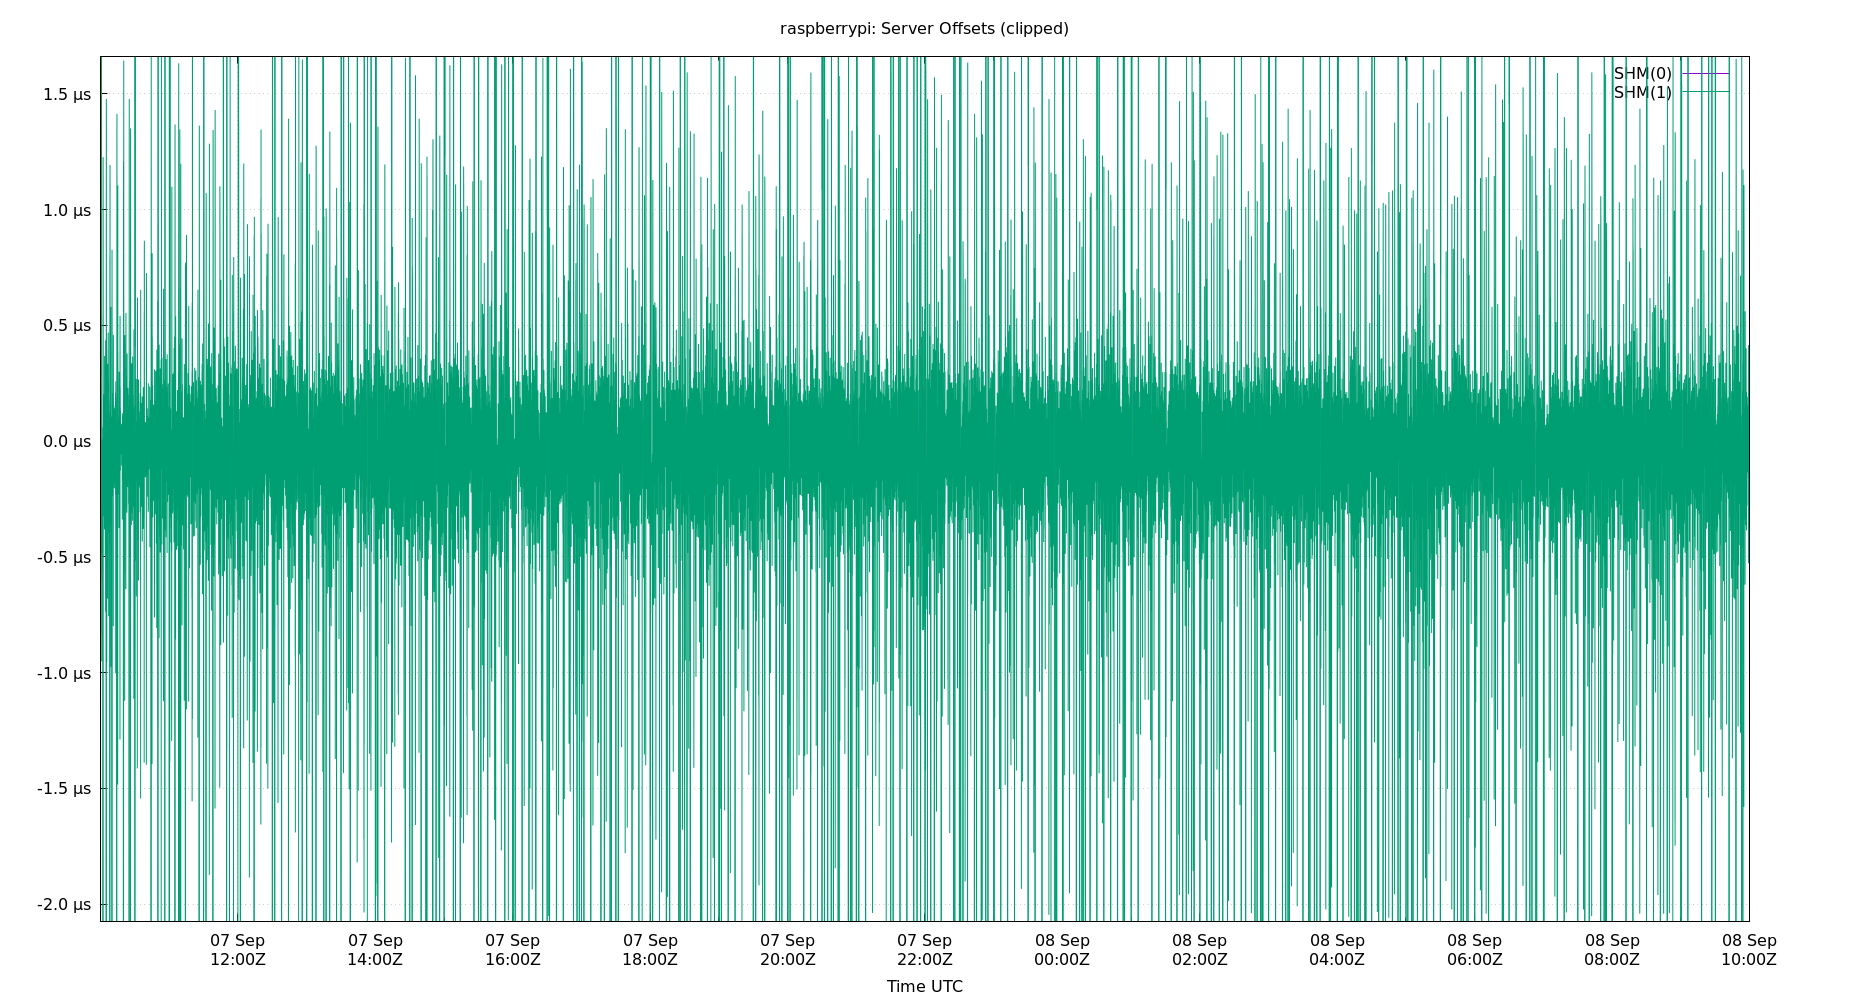 raspberrypi: Server Offsets (clipped)
SHM(0)
SHM(1)
1.5 µs
1.0 µs
0.5 µs
0.0 µs
-0.5 µs
-1.0 µs
-1.5 µs
-2.0 µs
07 Sep 07 Sep 07 Sep 07 Sep 07 Sep 07 Sep 08 Sep 08 Sep 08 Sep 08 Sep 08 Sep 08 Sep
12:00Z 14:00Z 16:00Z 18:00Z 20:00Z 22:00Z 00:00Z 02:00Z 04:00Z 06:00Z 08:00Z 10:00Z
Time UTC